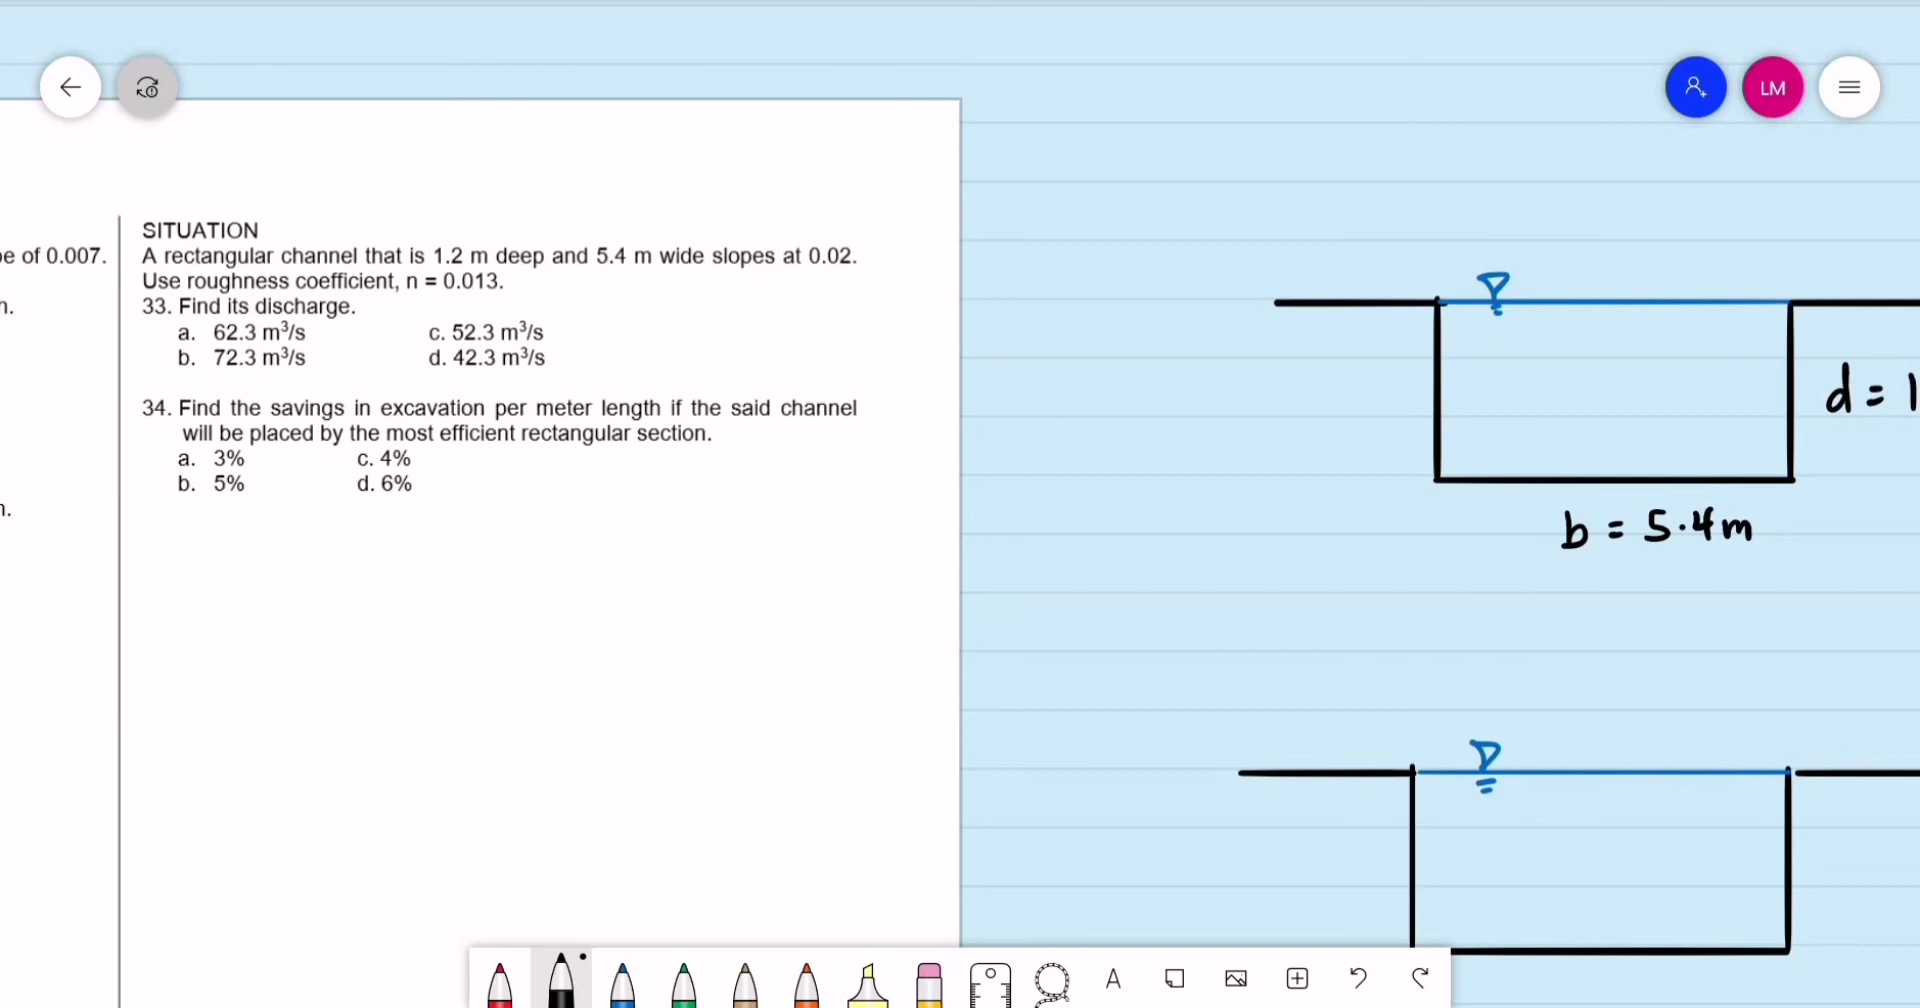 LM
SITUATION
e of 0.007.
A rectangular channel that is 1.2 m deep and 5.4 m wide slopes at 0.02.
Use roughness coefficient, n = 0.013.
33. Find its discharge.
a. 62.3 m³/s
c. 52.3 m³/s
b. 72.3 m³/s
d. 42.3 m³/s
34. Find the savings in excavation per meter length if the said channel
will be placed by the most efficient rectangular section.
a. 3%
c. 4%
b. 5%
d. 6%
d = 1
b = 5.4m
A